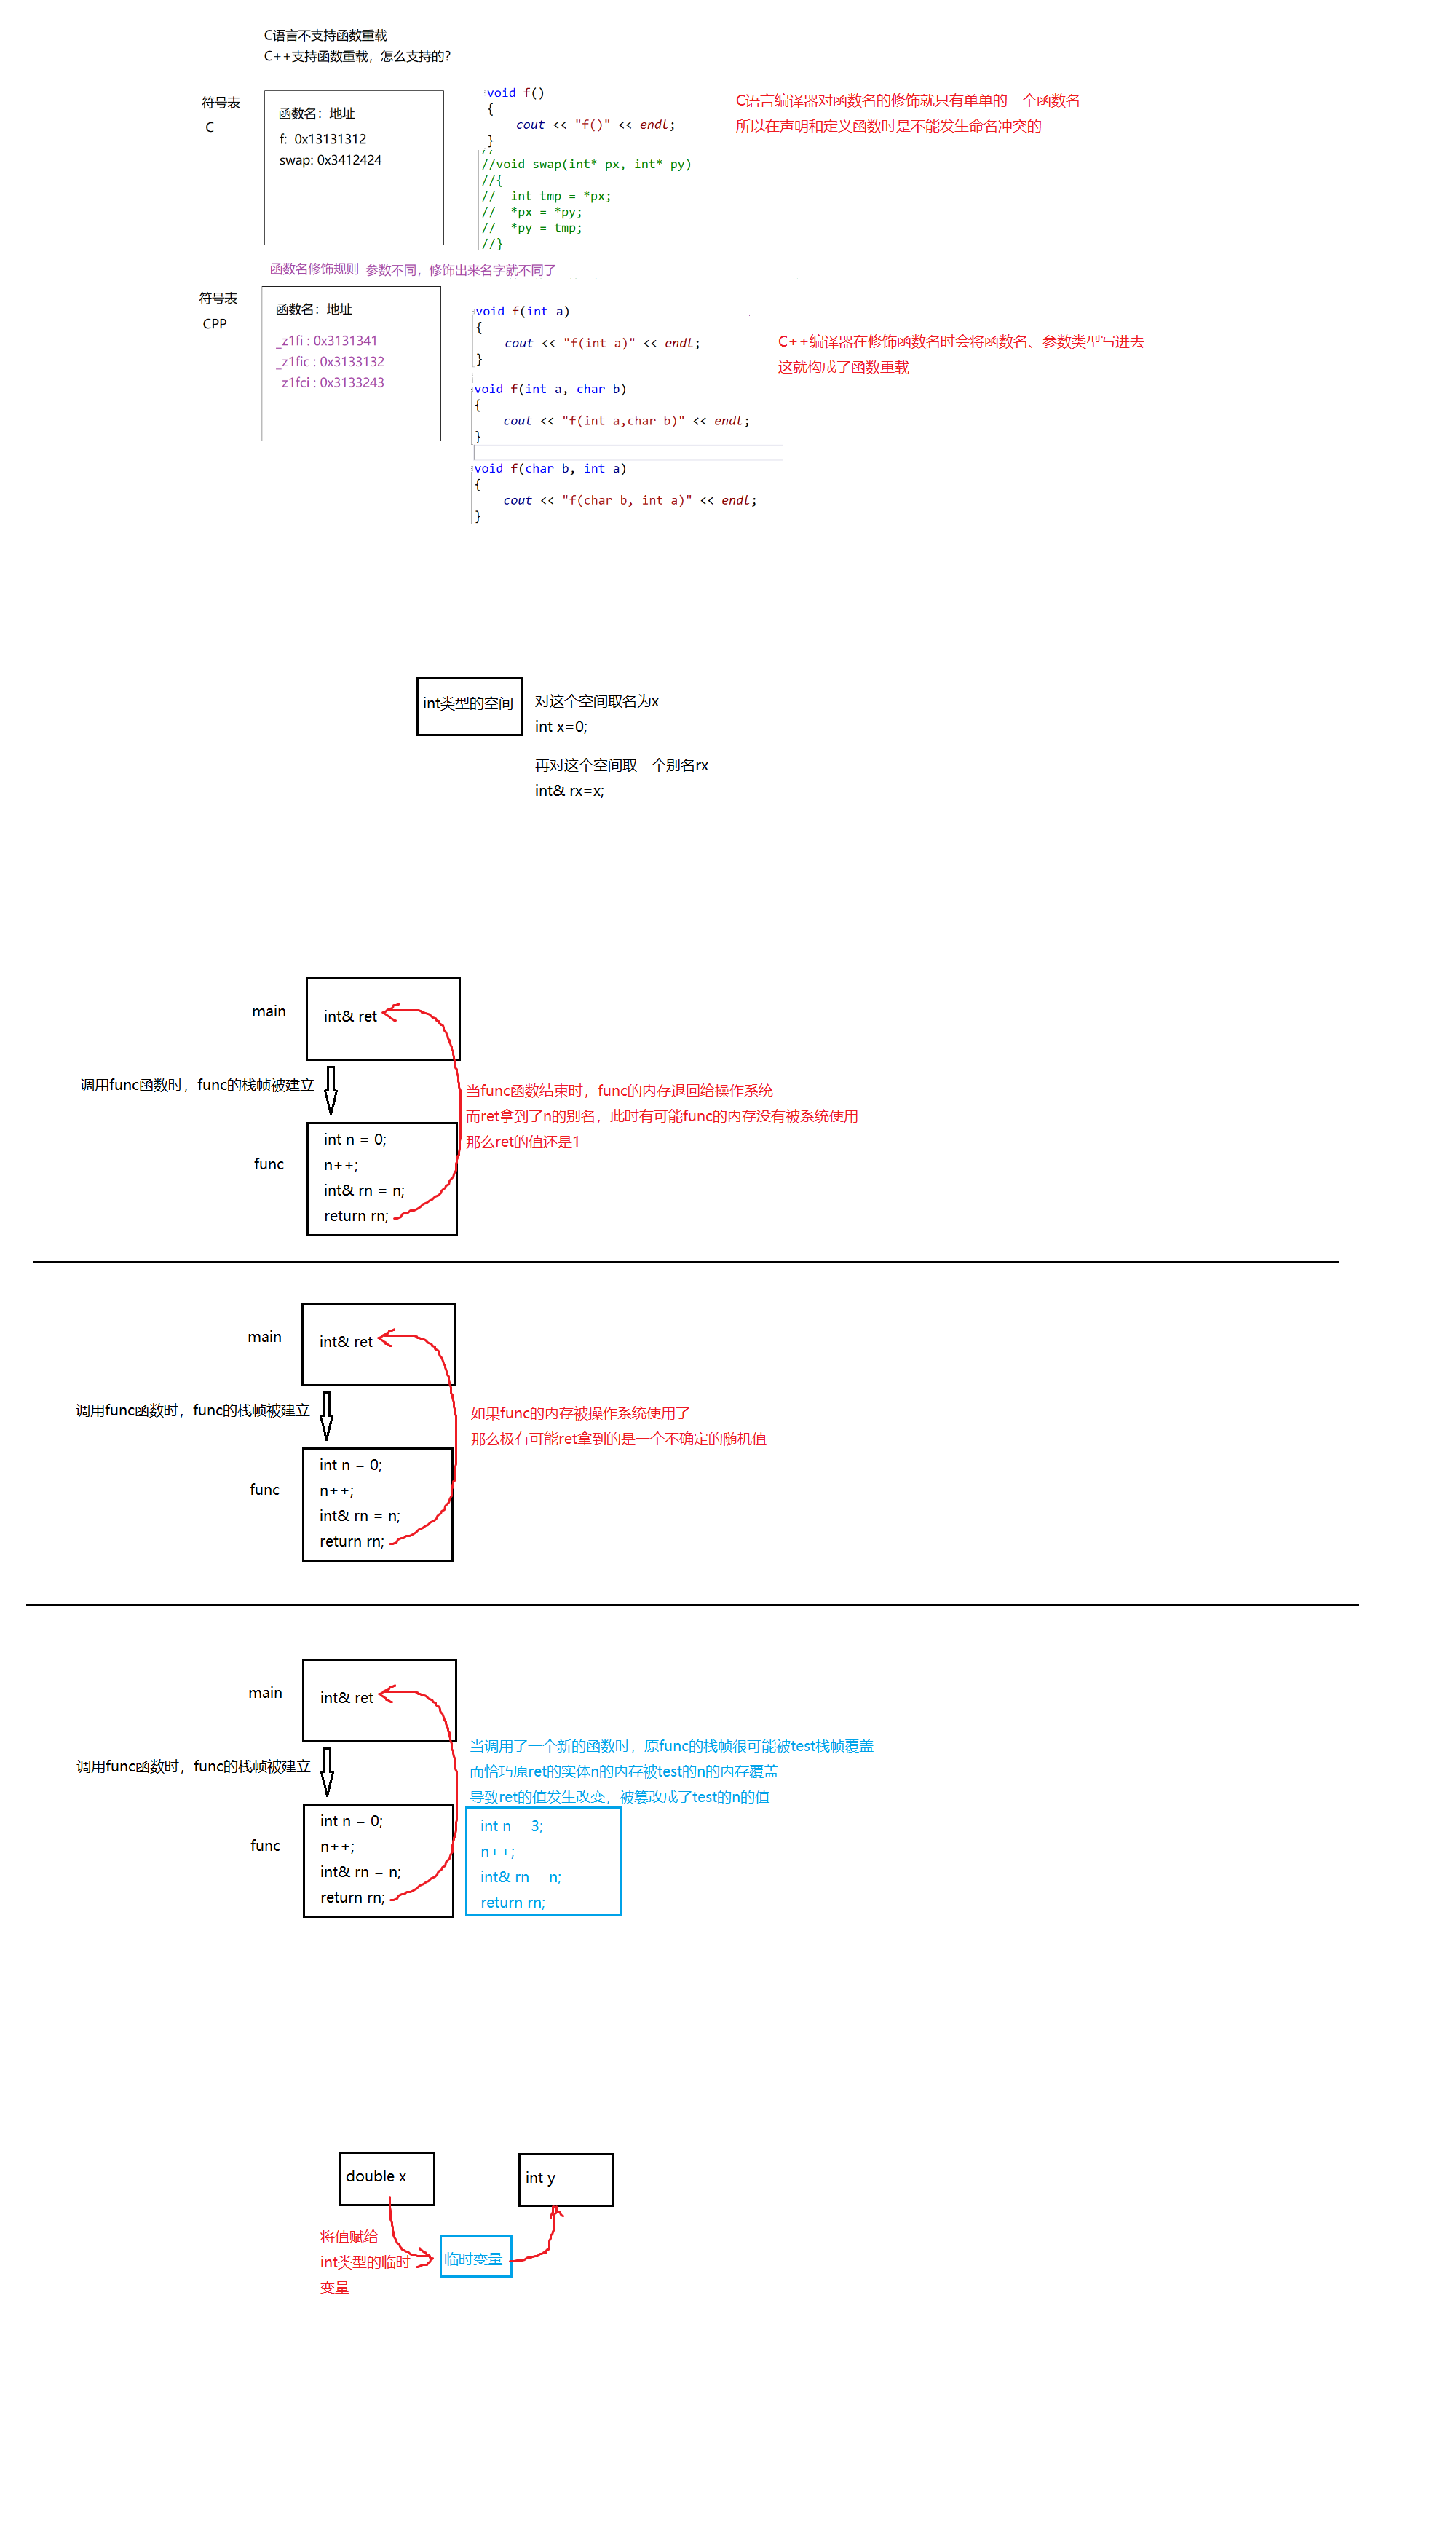 C语言不支持函数重载
C++支持函数重载，怎么支持的？
符号表
C
函数名：地址
f:  0x13131312
swap: 0x3412424
void f()
{
    cout << "f()" << endl;
}
//
//void swap(int* px, int* py)
//{
//  int tmp = *px;
//  *px = *py;
//  *py = tmp;
//}
C语言编译器对函数名的修饰就只有单单的一个函数名
所以在声明和定义函数时是不能发生命名冲突的
函数名修饰规则 参数不同，修饰出来名字就不同了
符号表
CPP
函数名：地址
_z1fi : 0x3131341
_z1fic : 0x3133132
_z1fci : 0x3133243
void f(int a)
{
    cout << "f(int a)" << endl;
}
void f(int a, char b)
{
    cout << "f(int a,char b)" << endl;
}
void f(char b, int a)
{
    cout << "f(char b, int a)" << endl;
}
C++编译器在修饰函数名时会将函数名、参数类型写进去
这就构成了函数重载
int类型的空间
对这个空间取名为x
int x=0;
再对这个空间取一个别名rx
int& rx=x;
main
int& ret
调用func函数时，func的栈帧被建立
func
int n = 0;
n++;
int& rn = n;
return rn;
当func函数结束时，func的内存退回给操作系统
而ret拿到了n的别名，此时有可能func的内存没有被系统使用
那么ret的值还是1
main
int& ret
调用func函数时，func的栈帧被建立
func
int n = 0;
n++;
int& rn = n;
return rn;
如果func的内存被操作系统使用了
那么极有可能ret拿到的是一个不确定的随机值
main
int& ret
调用func函数时，func的栈帧被建立
func
int n = 0;
n++;
int& rn = n;
return rn;
当调用了一个新的函数时，原func的栈帧很可能被test栈帧覆盖
而恰巧原ret的实体n的内存被test的n的内存覆盖
导致ret的值发生改变，被篡改成了test的n的值
int n = 3;
n++;
int& rn = n;
return rn;
double x
int y
将值赋给
int类型的临时
变量
临时变量